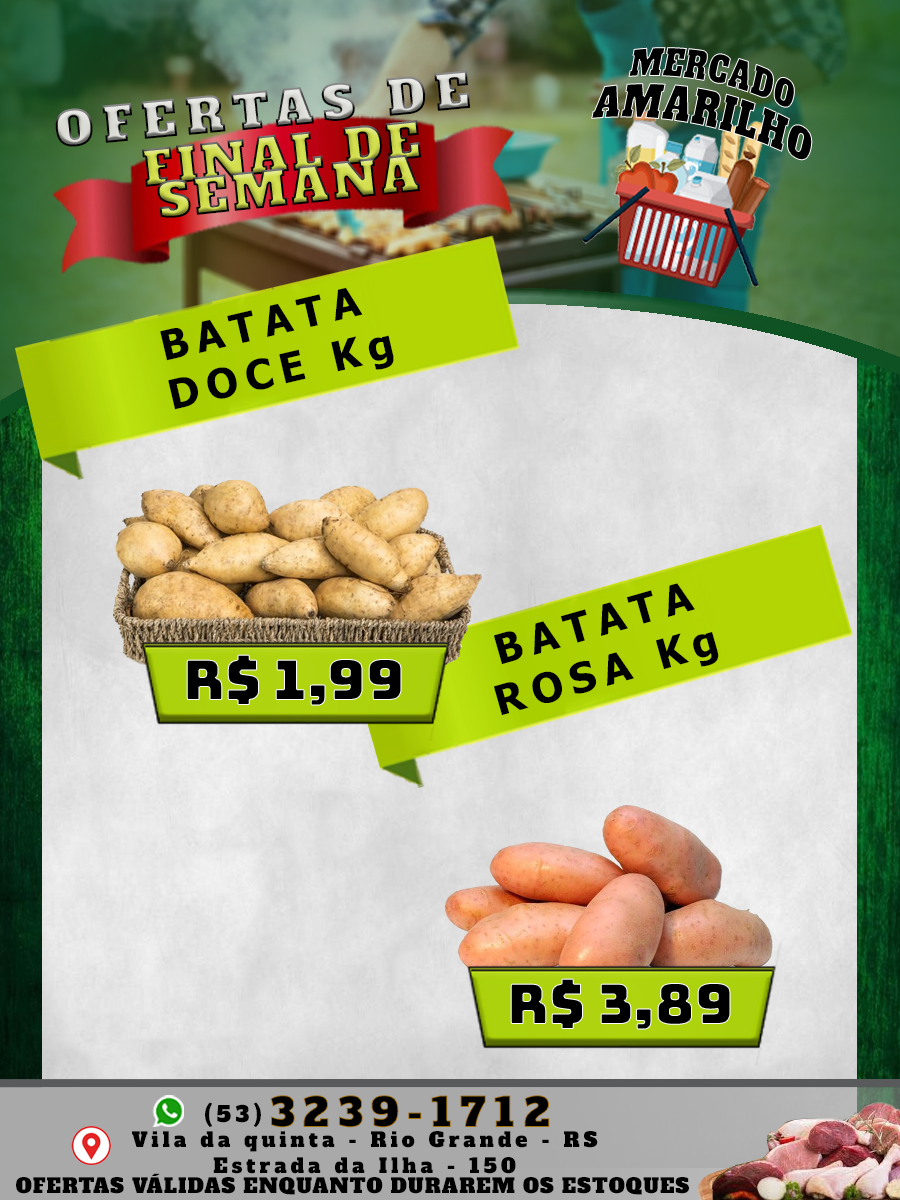 OFERTAS DE
FINAL DE
SEMANA
MERCADO
AMARILHO
BATATA
DOCE Kg
R$ 1,99
BATATA
ROSA Kg
R$ 3,89
(53) 3239-1712
Vila da quinta - Rio Grande - RS
Estrada da Ilha - 150
OFERTAS VÁLIDAS ENQUANTO DURAREM OS ESTOQUES